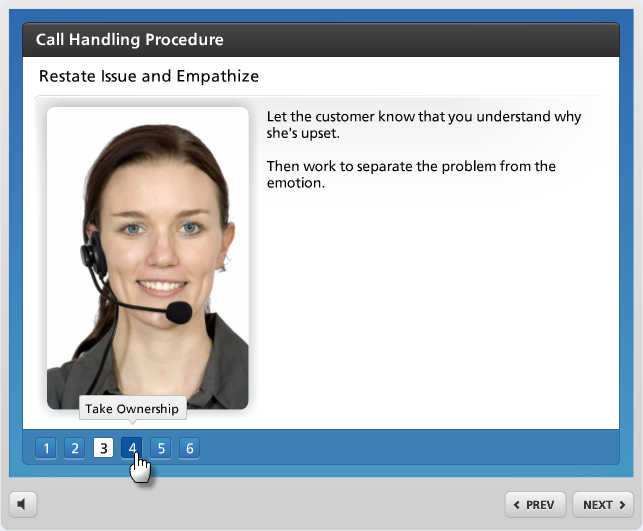 Call Handling Procedure
Restate Issue and Empathize
Let the customer know that you understand why
she's upset.
Then work to separate the problem from the
emotion.
Take Ownership
1 2 3 4 5 6
PREV NEXT